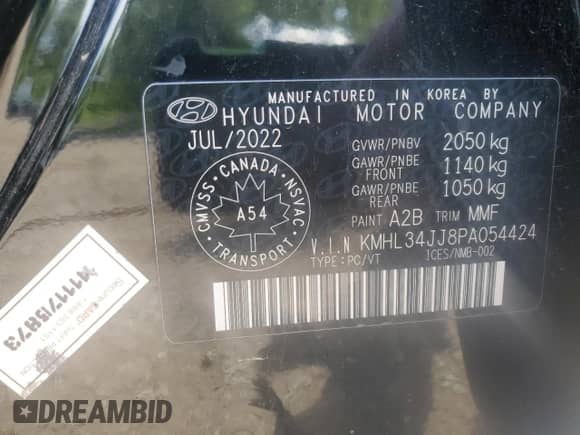 MANUFACTURED IN KOREA BY
HYUNDAI MOTOR COMPANY
JUL/2022
GVWR/PNBV 2050 kg
GAWR/PNBE FRONT 1140 kg
GAWR/PNBE REAR 1050 kg
PAINT A2B TRIM MMF
V.I.N KMHL34JJ8PA054424
TYPE: PC/VT ICES/NMB-002
CMVSS · CANADA · NSVAC
A54
TRANSPORT
DREAMBID